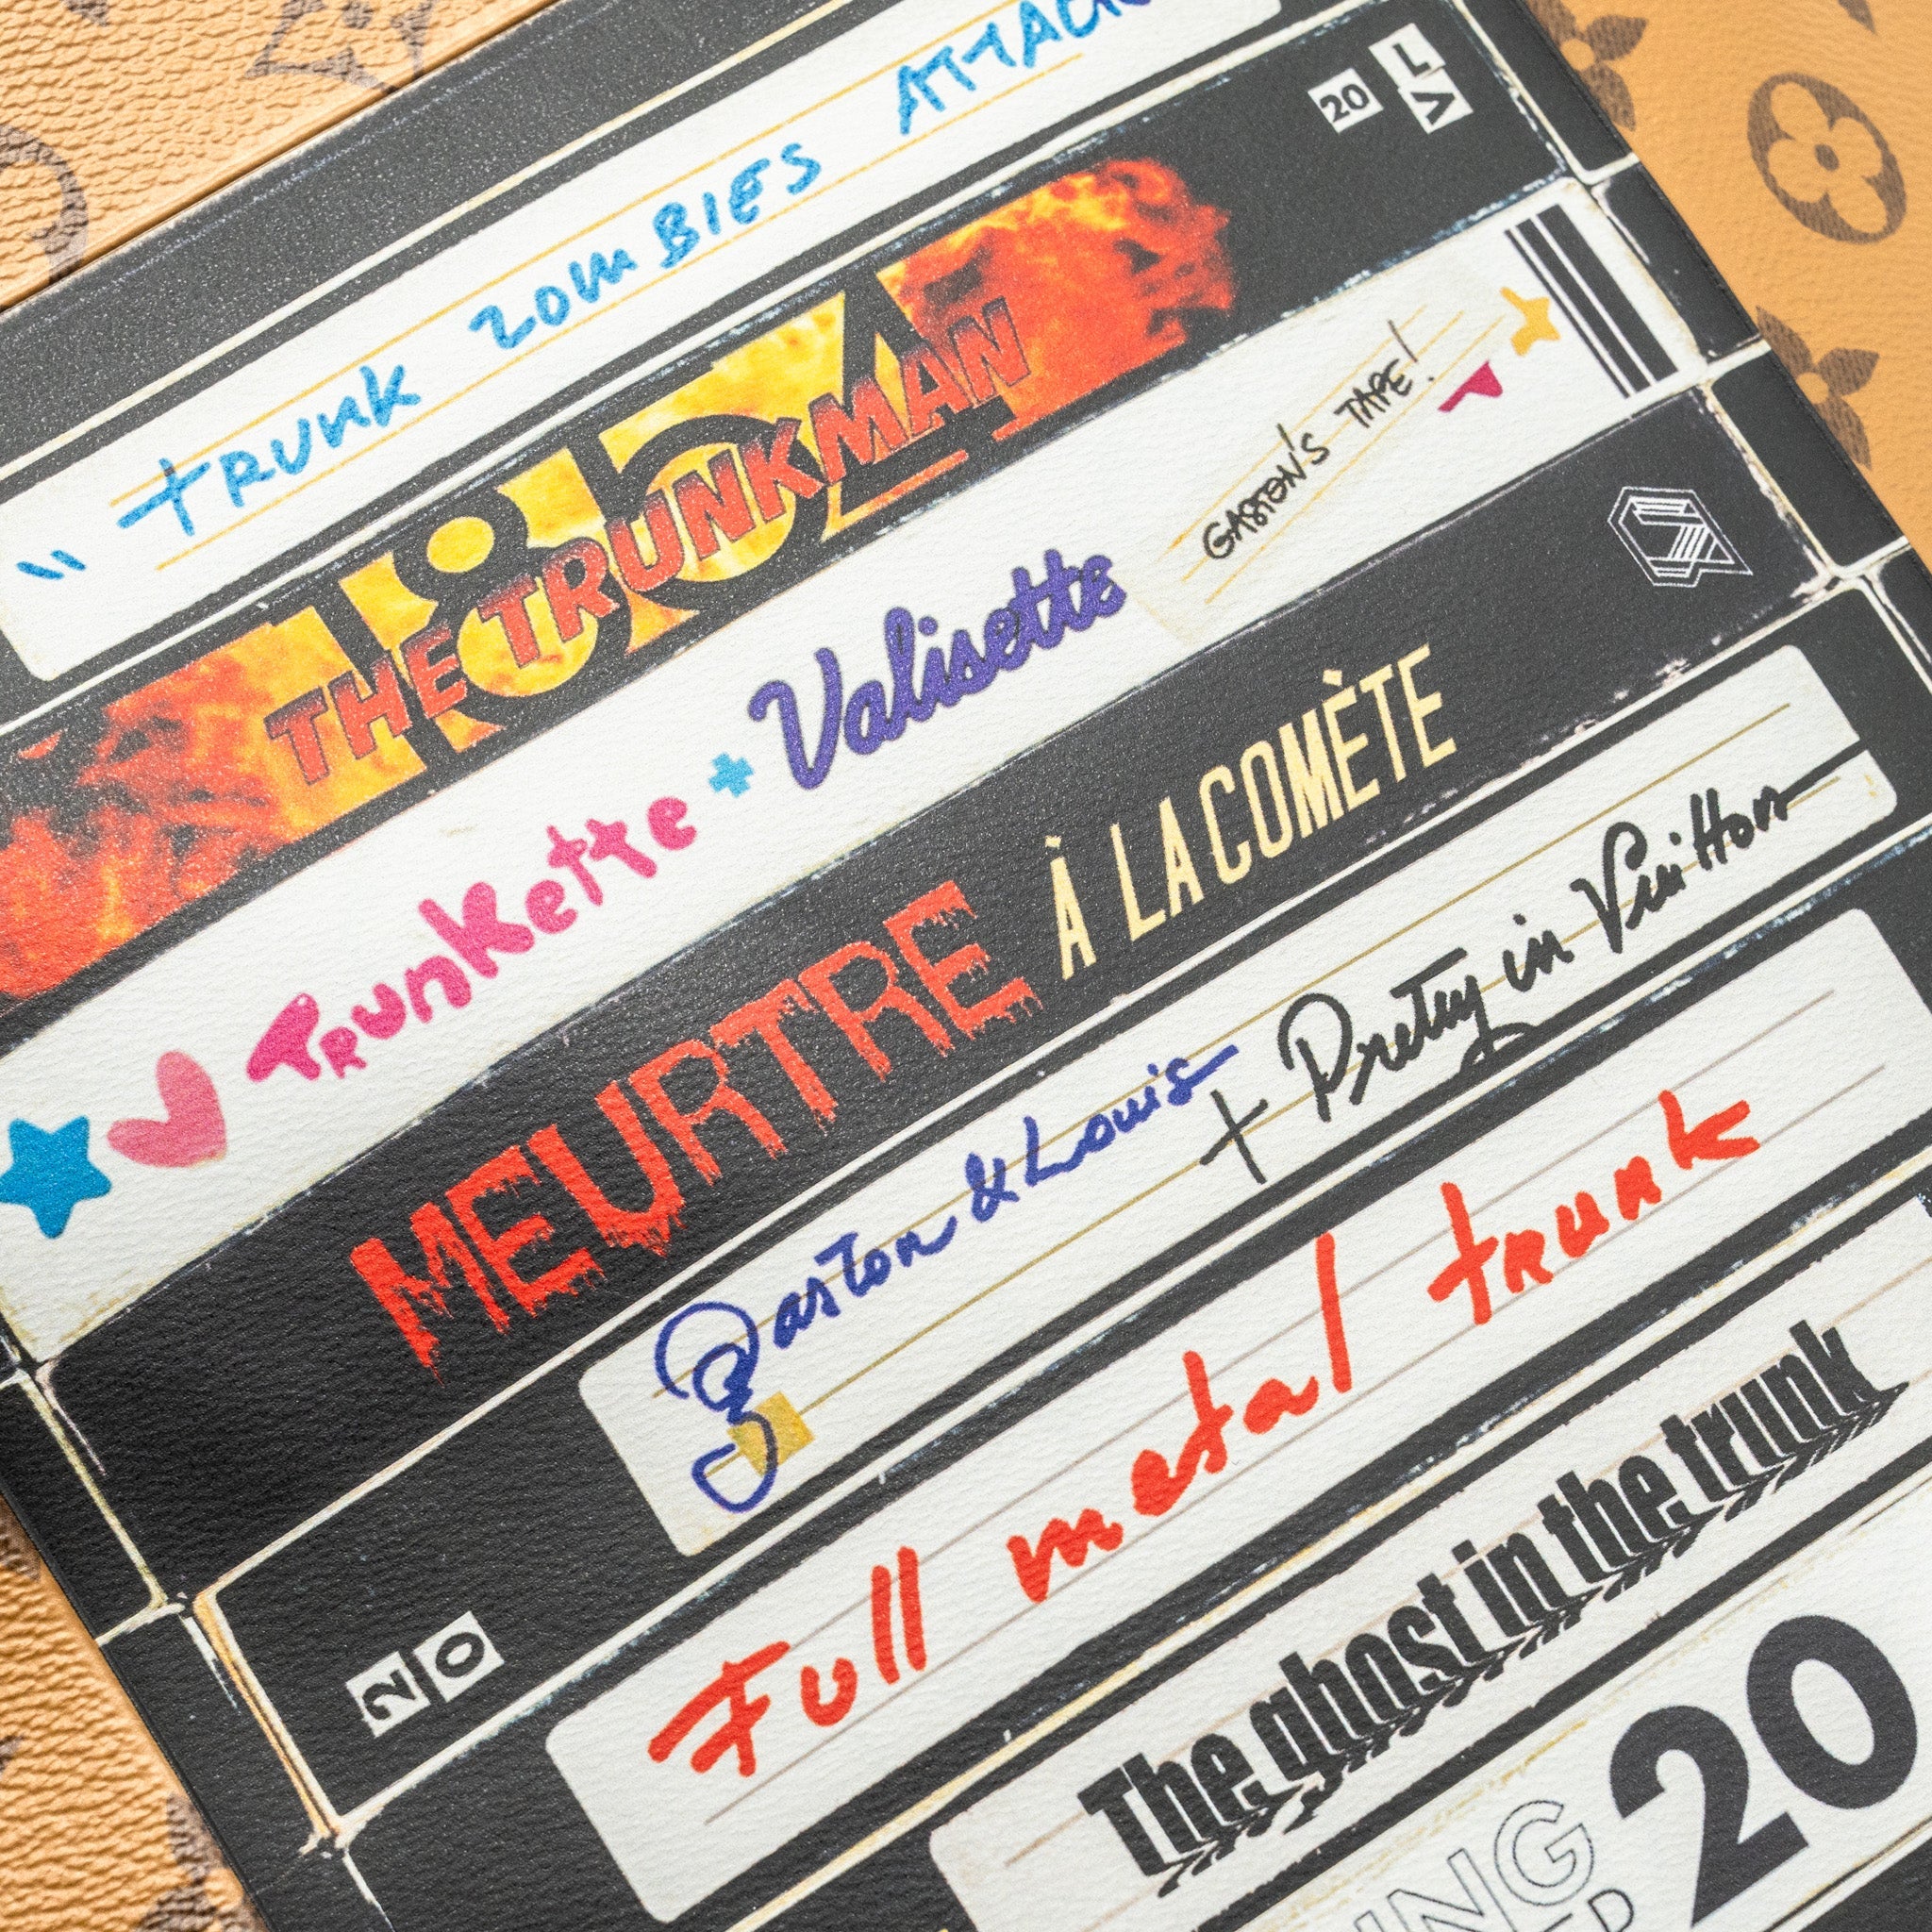 " TRUNK ZOMBIES ATTACK
20
LV
1854
THE TRUNKMAN
TRUNKette + Valisette
GASTON'S TAPE!
MEURTRE À LA COMÈTE
Gaston & Louis + Pretty in Vuitton
20
Full metal trunk
The ghost in the trunk
20